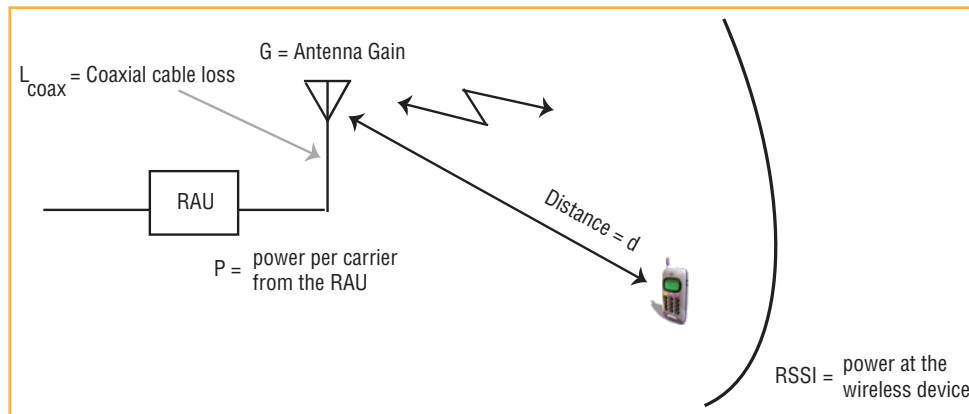 G = Antenna Gain
L coax = Coaxial cable loss
RAU
Distance = d
P = power per carrier
from the RAU
RSSI = power at the
wireless device